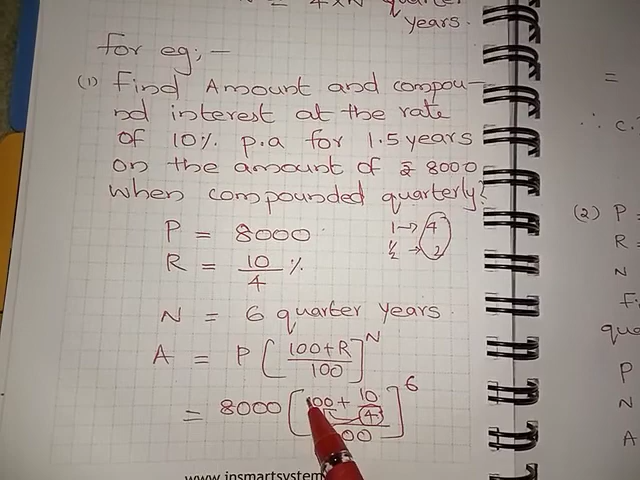 years.
for eg; –
(1) Find Amount and compou-
nd interest at the rate
of 10% p.a for 1.5 years
on the amount of ₹ 8000
when compounded quarterly?
P = 8000
1 → 4
R = 10/4 %
1/2 → 2
N = 6 quarter years.
A = P [ 100+R / 100 ]^N
= 8000 [ 100 + 10/4 / 100 ]^6
www.insmartsystem
=
∴ C.
(2) P =
R =
N
Fi
qua
P
N
A